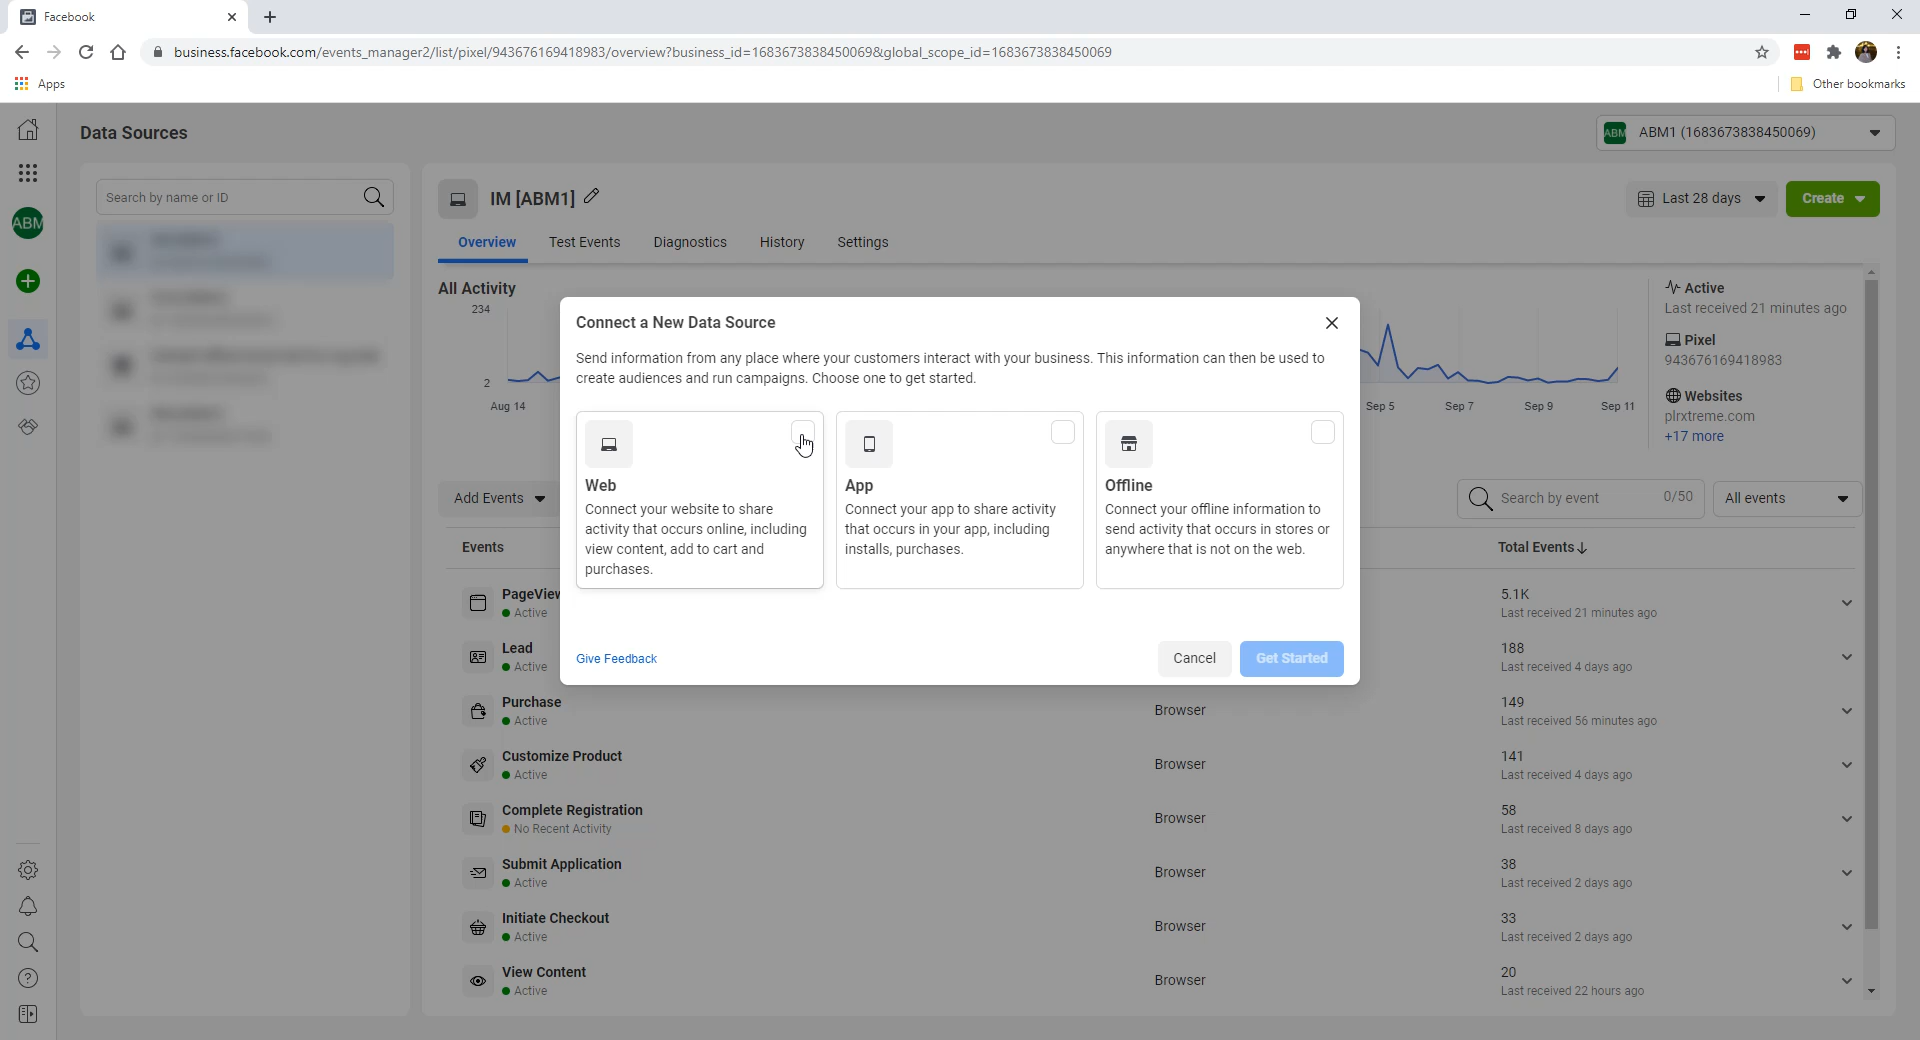 Facebook
business.facebook.com/events_manager2/list/pixel/943676169418983/overview?business_id=1683673838450069&global_scope_id=1683673838450069
Apps
Other bookmarks
Data Sources
ABM ABM1 (1683673838450069)
Search by name or ID
IM [ABM1]
Last 28 days
Create
ABM
Overview
Test Events
Diagnostics
History
Settings
All Activity
234
2
Aug 14
Sep 5
Sep 7
Sep 9
Sep 11
Active
Last received 21 minutes ago
Pixel
943676169418983
Websites
plrxtreme.com
+17 more
Connect a New Data Source
Send information from any place where your customers interact with your business. This information can then be used to
create audiences and run campaigns. Choose one to get started.
Web
Connect your website to share
activity that occurs online, including
view content, add to cart and
purchases.
App
Connect your app to share activity
that occurs in your app, including
installs, purchases.
Offline
Connect your offline information to
send activity that occurs in stores or
anywhere that is not on the web.
Give Feedback
Cancel
Get Started
Add Events
Search by event
0/50
All events
Events
Total Events
PageView
Active
5.1K
Last received 21 minutes ago
Lead
Active
188
Last received 4 days ago
Purchase
Active
Browser
149
Last received 56 minutes ago
Customize Product
Active
Browser
141
Last received 4 days ago
Complete Registration
No Recent Activity
Browser
58
Last received 8 days ago
Submit Application
Active
Browser
38
Last received 2 days ago
Initiate Checkout
Active
Browser
33
Last received 2 days ago
View Content
Active
Browser
20
Last received 22 hours ago